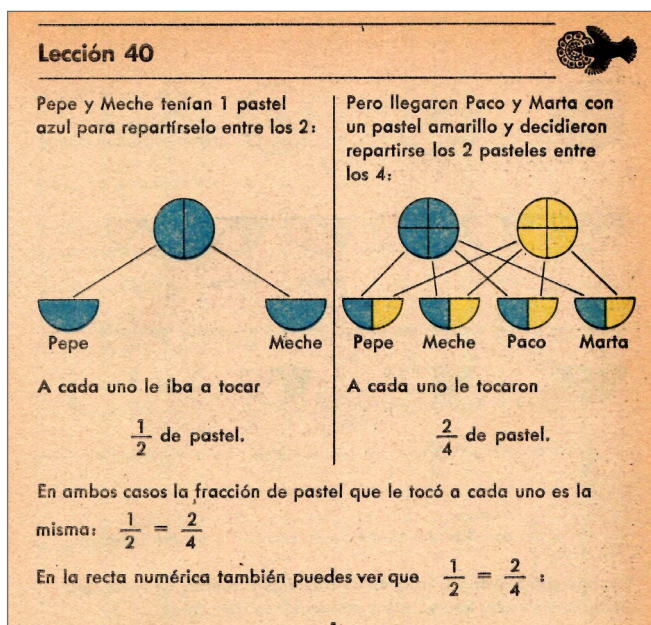 Lección 40
Pepe y Meche tenían 1 pastel
azul para repartírselo entre los 2:
Pepe
Meche
A cada uno le iba a tocar
1/2 de pastel.
Pero llegaron Paco y Marta con
un pastel amarillo y decidieron
repartirse los 2 pasteles entre
los 4:
Pepe
Meche
Paco
Marta
A cada uno le tocaron
2/4 de pastel.
En ambos casos la fracción de pastel que le tocó a cada uno es la
misma: 1/2 = 2/4
En la recta numérica también puedes ver que 1/2 = 2/4 :